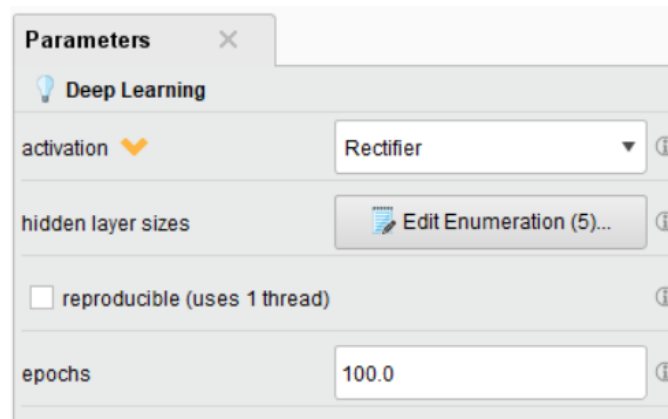 Parameters
Deep Learning
activation
Rectifier
hidden layer sizes
Edit Enumeration (5)...
reproducible (uses 1 thread)
epochs
100.0